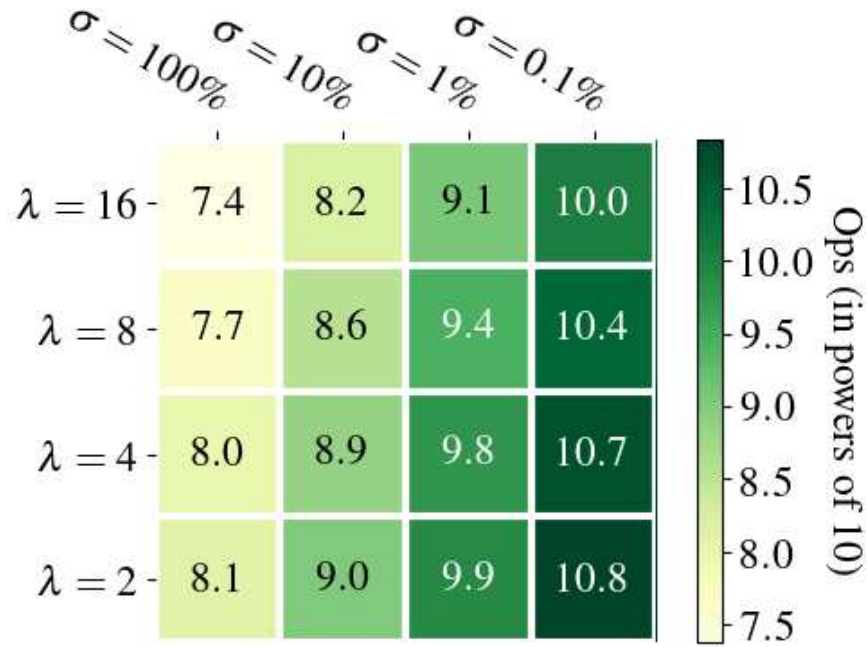 σ = 100% σ = 10% σ = 1% σ = 0.1%
λ = 16 7.4 8.2 9.1 10.0
λ = 8 7.7 8.6 9.4 10.4
λ = 4 8.0 8.9 9.8 10.7
λ = 2 8.1 9.0 9.9 10.8
10.5
10.0
9.5
9.0
8.5
8.0
7.5
Ops (in powers of 10)